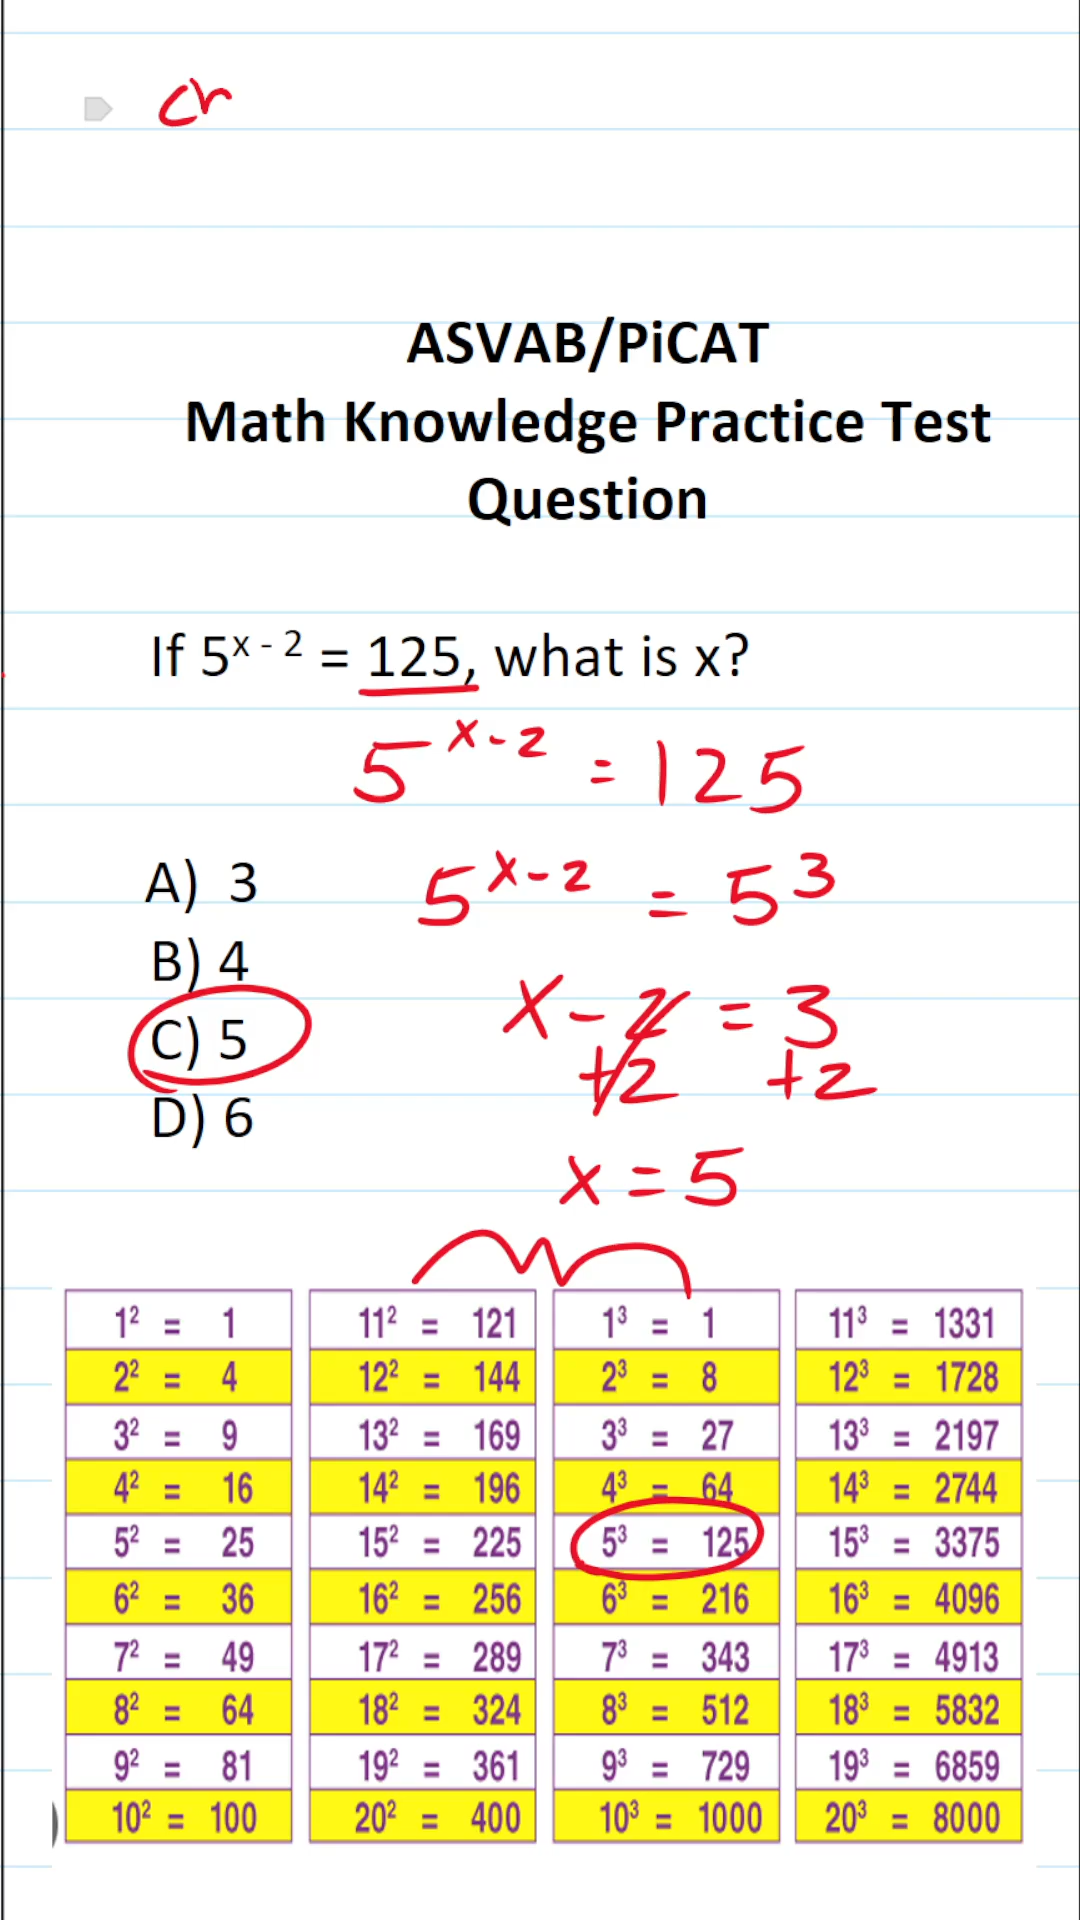 cr
ASVAB/PiCAT
Math Knowledge Practice Test
Question
If 5ˣ ⁻ ² = 125, what is x?
5ˣ⁻² = 125
A) 3
5ˣ⁻² = 5³
B) 4
x - 2 = 3
C) 5
+2 +2
D) 6
x = 5
1² = 1 11² = 121 1³ = 1 11³ = 1331
2² = 4 12² = 144 2³ = 8 12³ = 1728
3² = 9 13² = 169 3³ = 27 13³ = 2197
4² = 16 14² = 196 4³ = 64 14³ = 2744
5² = 25 15² = 225 5³ = 125 15³ = 3375
6² = 36 16² = 256 6³ = 216 16³ = 4096
7² = 49 17² = 289 7³ = 343 17³ = 4913
8² = 64 18² = 324 8³ = 512 18³ = 5832
9² = 81 19² = 361 9³ = 729 19³ = 6859
10² = 100 20² = 400 10³ = 1000 20³ = 8000